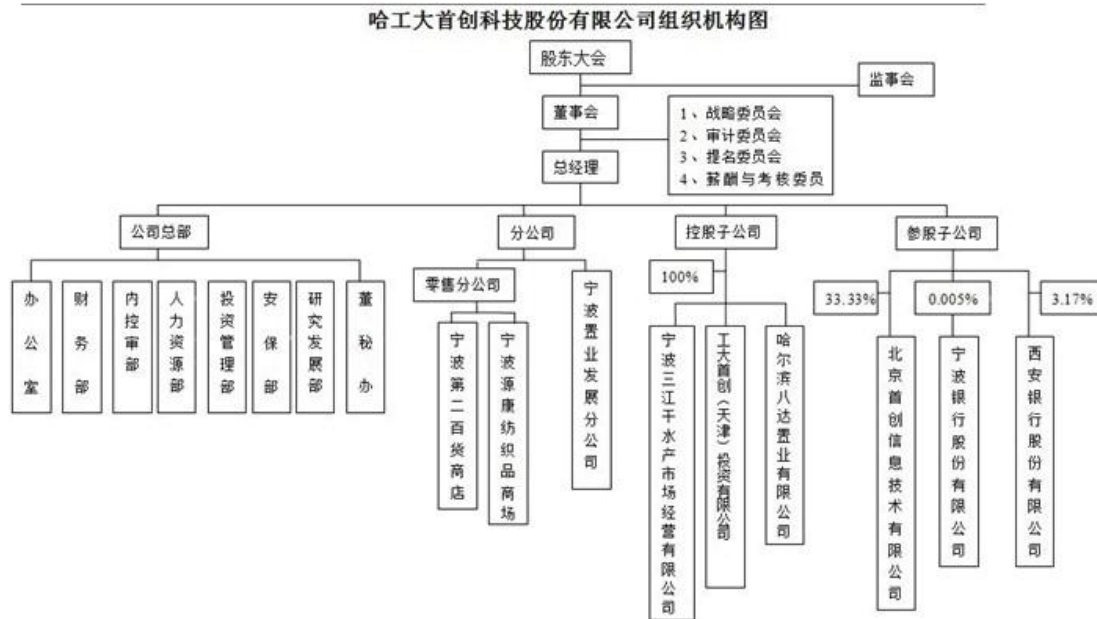 哈工大首创科技股份有限公司组织机构图
股东大会
监事会
董事会
1、战略委员会
2、审计委员会
3、提名委员会
4、薪酬与考核委员
总经理
公司总部
分公司
控股子公司
参股子公司
办公室
财务部
内控审部
人力资源部
投资管理部
安保部
研究发展部
董秘办
零售分公司
宁波第二百货商店
宁波源康纺织品商场
宁波置业发展分公司
100%
宁波三江干水产市场经营有限公司
工大首创（天津）投资有限公司
哈尔滨八达置业有限公司
33.33%
0.005%
3.17%
北京首创信息技术有限公司
宁波银行股份有限公司
西安银行股份有限公司